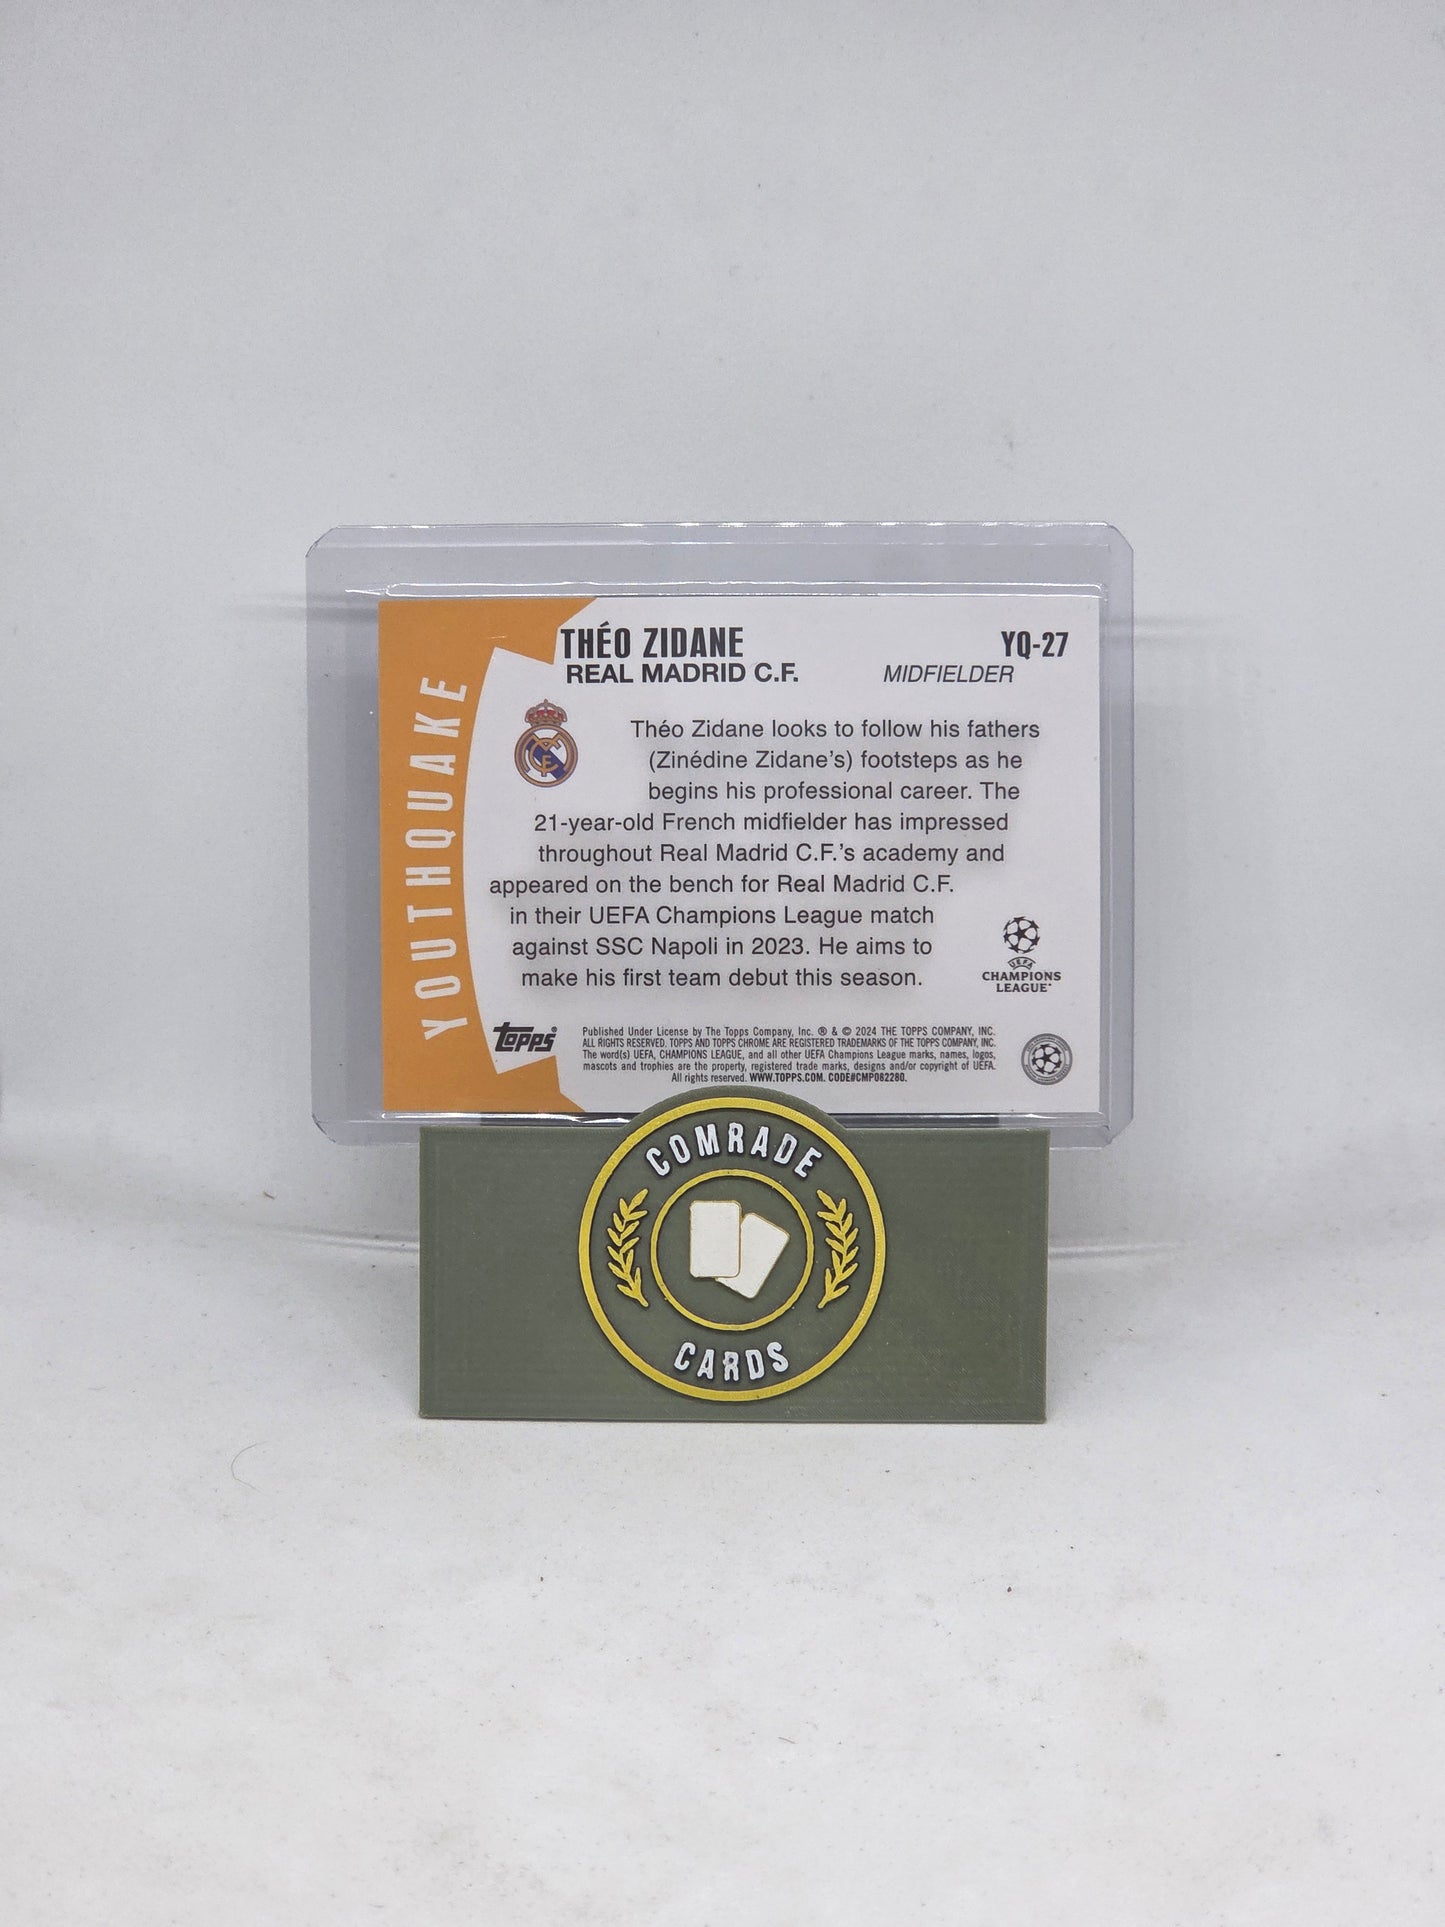 THÉO ZIDANE
YQ-27
REAL MADRID C.F.
MIDFIELDER
YOUTHQUAKE
Théo Zidane looks to follow his fathers
(Zinédine Zidane's) footsteps as he
begins his professional career. The
21-year-old French midfielder has impressed
throughout Real Madrid C.F.'s academy and
appeared on the bench for Real Madrid C.F.
in their UEFA Champions League match
against SSC Napoli in 2023. He aims to
make his first team debut this season.
UEFA
CHAMPIONS
LEAGUE
Topps®
Published Under License by The Topps Company, Inc. ® & © 2024 THE TOPPS COMPANY, INC.
ALL RIGHTS RESERVED. TOPPS AND TOPPS CHROME ARE REGISTERED TRADEMARKS OF THE TOPPS COMPANY, INC.
The word(s) UEFA, CHAMPIONS LEAGUE, and all other UEFA Champions League marks, names, logos,
mascots and trophies are the property, registered trade marks, designs and/or copyright of UEFA.
All rights reserved. WWW.TOPPS.COM. CODE#CMP082280.
COMRADE
CARDS